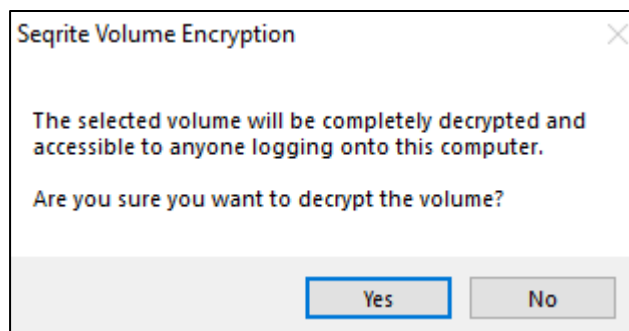 Seqrite Volume Encryption
The selected volume will be completely decrypted and
accessible to anyone logging onto this computer.
Are you sure you want to decrypt the volume?
Yes
No